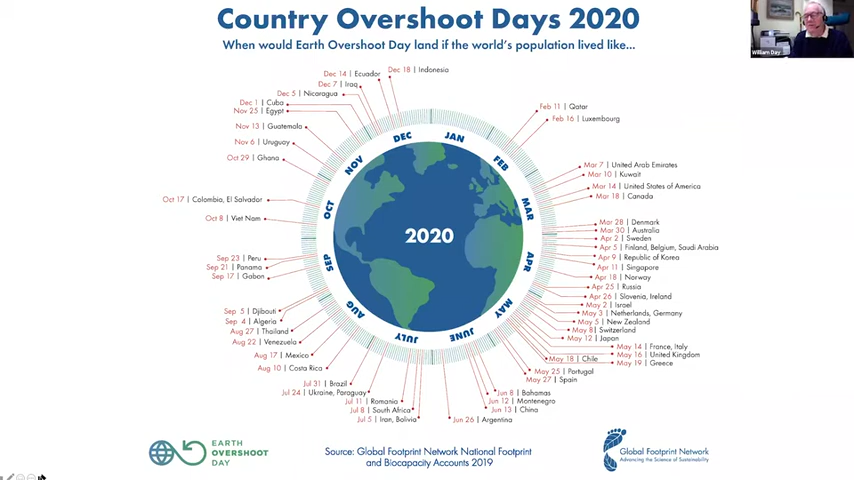 Country Overshoot Days 2020
When would Earth Overshoot Day land if the world's population lived like...
William Day
Dec 18 | Indonesia
Dec 14 | Ecuador
Dec 7 | Iraq
Dec 5 | Nicaragua
Dec 1 | Cuba
Nov 25 | Egypt
Nov 13 | Guatemala
Nov 6 | Uruguay
Oct 29 | Ghana
Oct 17 | Colombia, El Salvador
Oct 8 | Viet Nam
Sep 23 | Peru
Sep 21 | Panama
Sep 17 | Gabon
Sep 5 | Djibouti
Sep 4 | Algeria
Aug 27 | Thailand
Aug 22 | Venezuela
Aug 17 | Mexico
Aug 10 | Costa Rica
Jul 31 | Brazil
Jul 24 | Ukraine, Paraguay
Jul 11 | Romania
Jul 8 | South Africa
Jul 5 | Iran, Bolivia
Feb 11 | Qatar
Feb 16 | Luxembourg
Mar 7 | United Arab Emirates
Mar 10 | Kuwait
Mar 14 | United States of America
Mar 18 | Canada
Mar 28 | Denmark
Mar 30 | Australia
Apr 2 | Sweden
Apr 5 | Finland, Belgium, Saudi Arabia
Apr 9 | Republic of Korea
Apr 11 | Singapore
Apr 18 | Norway
Apr 25 | Russia
Apr 26 | Slovenia, Ireland
May 2 | Israel
May 3 | Netherlands, Germany
May 5 | New Zealand
May 8 | Switzerland
May 12 | Japan
May 14 | France, Italy
May 16 | United Kingdom
May 18 | Chile
May 19 | Greece
May 25 | Portugal
May 27 | Spain
Jun 8 | Bahamas
Jun 12 | Montenegro
Jun 13 | China
Jun 26 | Argentina
JAN
FEB
MAR
APR
MAY
JUNE
JULY
AUG
SEP
OCT
NOV
DEC
2020
EARTH
OVERSHOOT
DAY
Source: Global Footprint Network National Footprint
and Biocapacity Accounts 2019
Global Footprint Network
Advancing the Science of Sustainability